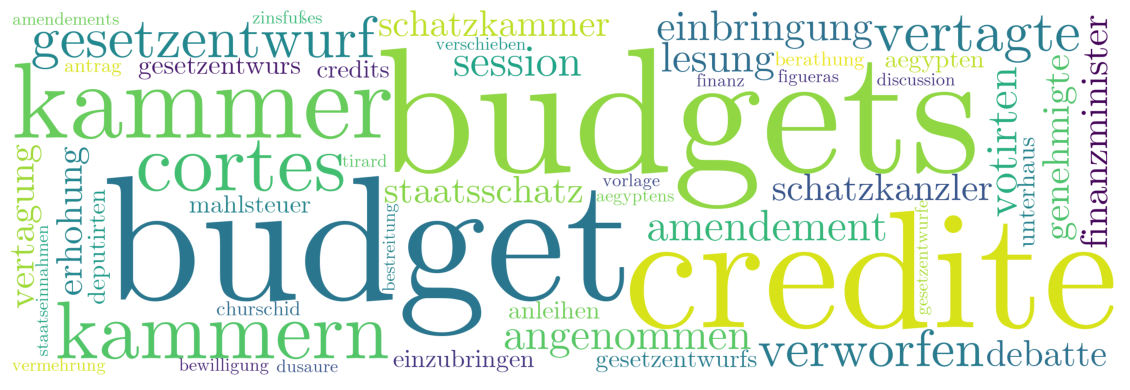 amendements
zinsfußes
schatzkammer
gesetzentwurf
verschieben
einbringung
vertagte
finanzminister
antrag
gesetzentwurs
credits
session
lesung
berathung
aegypten
finanz
figueras
discussion
kammer
budgets
votirten
genehmigte
cortes
tirard
staatsschatz
vorlage
aegyptens
schatzkanzler
unterhaus
vertagung
erhohung
deputirten
mahlsteuer
budget
bestreitung
amendement
credite
gesetzentwurfe
staatseinnahmen
churschid
anleihen
kammern
angenommen
verworfen
debatte
vermehrung
bewilligung
dusaure
einzubringen
gesetzentwurfs